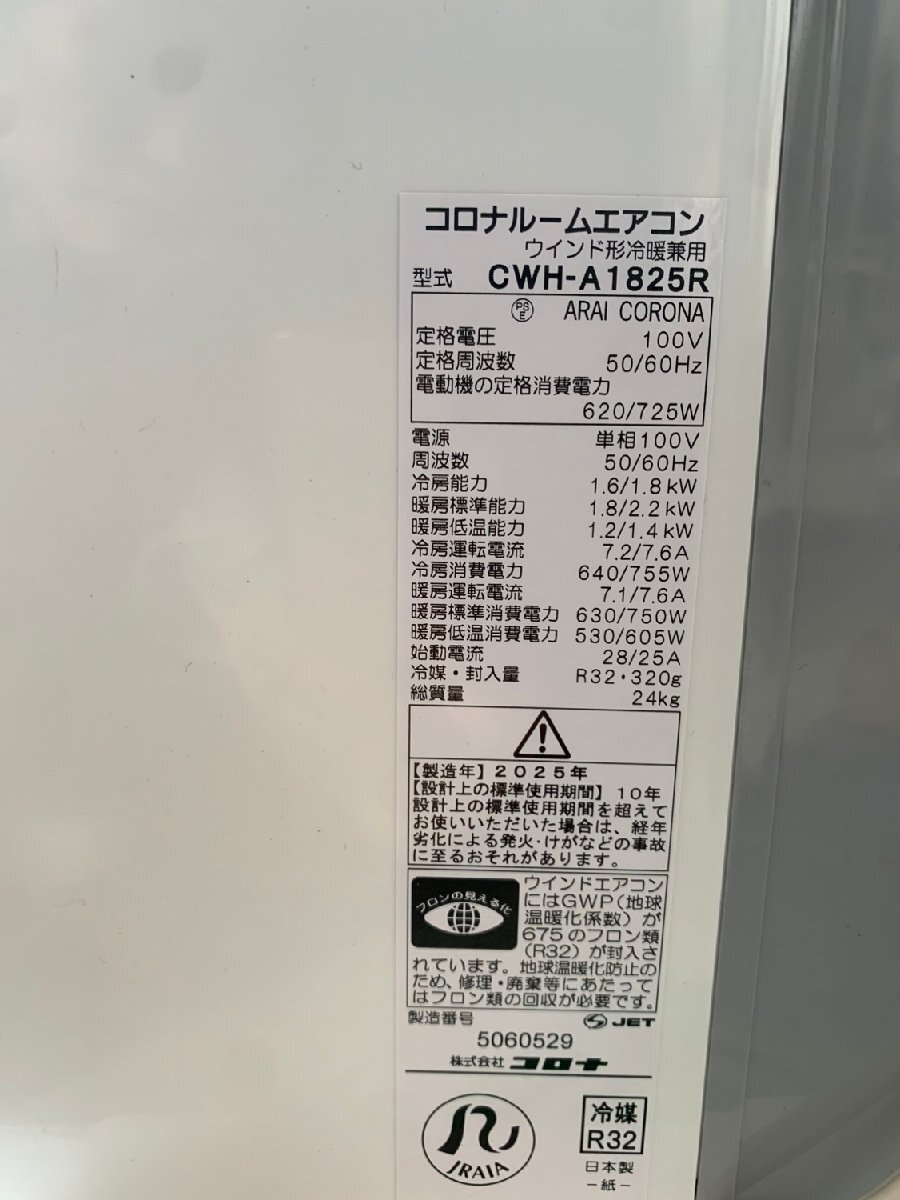 コロナルームエアコン
ウインド形冷暖兼用
型式 CWH-A1825R
PSE ARAI CORONA
定格電圧 100V
定格周波数 50/60Hz
電動機の定格消費電力
620/725W
電源 単相100V
周波数 50/60Hz
冷房能力 1.6/1.8kW
暖房標準能力 1.8/2.2kW
暖房低温能力 1.2/1.4kW
冷房運転電流 7.2/7.6A
冷房消費電力 640/755W
暖房運転電流 7.1/7.6A
暖房標準消費電力 630/750W
暖房低温消費電力 530/605W
始動電流 28/25A
冷媒・封入量 R32・320g
総質量 24kg
【製造年】2025年
【設計上の標準使用期間】10年
設計上の標準使用期間を超えて
お使いいただいた場合は、経年
劣化による発火・けがなどの事故
に至るおそれがあります。
フロンの見える化
ウインドエアコン
にはGWP(地球
温暖化係数)が
675のフロン類
(R32)が封入さ
れています。地球温暖化防止の
ため、修理・廃棄等にあたって
はフロン類の回収が必要です。
製造番号 JET
5060529
株式会社コロナ
JRAIA
冷媒
R32
日本製
-紙-